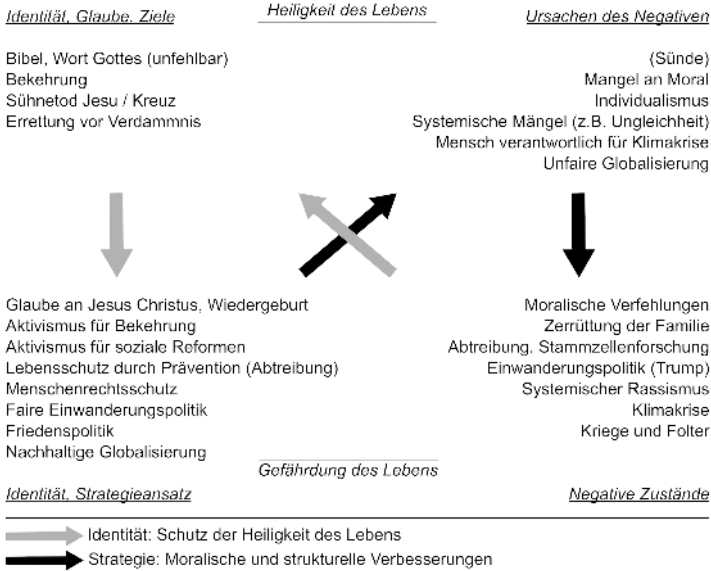 Identität, Glaube. Ziele
Heiligkeit des Lebens
Ursachen des Negativen
Bibel, Wort Gottes (unfehlbar)
Bekehrung
Sühnetod Jesu / Kreuz
Errettung vor Verdammnis
(Sünde)
Mangel an Moral
Individualismus
Systemische Mängel (z.B. Ungleichheit)
Mensch verantwortlich für Klimakrise
Unfaire Globalisierung
Glaube an Jesus Christus, Wiedergeburt
Aktivismus für Bekehrung
Aktivismus für soziale Reformen
Lebensschutz durch Prävention (Abtreibung)
Menschenrechtsschutz
Faire Einwanderungspolitik
Friedenspolitik
Nachhaltige Globalisierung
Moralische Verfehlungen
Zerrüttung der Familie
Abtreibung. Stammzellenforschung
Einwanderungspolitik (Trump)
Systemischer Rassismus
Klimakrise
Kriege und Folter
Gefährdung des Lebens
Identität, Strategieansatz
Negative Zustände
Identität: Schutz der Heiligkeit des Lebens
Strategie: Moralische und strukturelle Verbesserungen